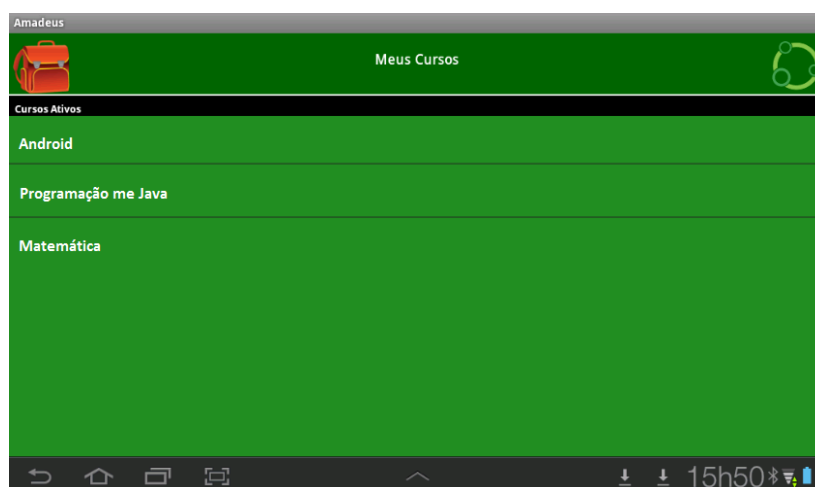 Amadeus
Meus Cursos
Cursos Ativos
Android
Programação me Java
Matemática
15h50